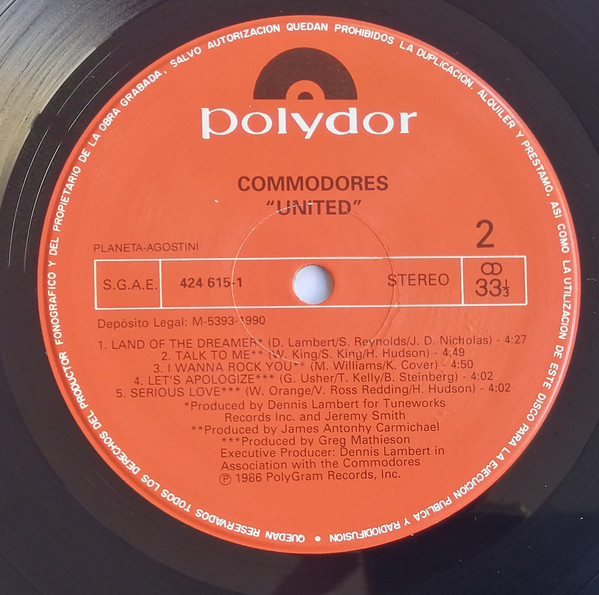 QUEDAN RESERVADOS TODOS LOS DERECHOS DEL PRODUCTOR FONOGRAFICO Y DEL PROPIETARIO DE LA OBRA GRABADA. SALVO AUTORIZACION QUEDAN PROHIBIDOS LA DUPLICACION, ALQUILER Y PRESTAMO, ASI COMO LA UTILIZACION DE ESTE DISCO PARA LA EJECUCION PUBLICA Y RADIODIFUSION •
polydor
COMMODORES
"UNITED"
PLANETA-AGOSTINI
2
S.G.A.E.
424 615-1
STEREO
33⅓
Depósito Legal: M-5393-1990
1. LAND OF THE DREAMER* (D. Lambert/S. Reynolds/J. D. Nicholas) - 4:27
2. TALK TO ME** (W. King/S. King/H. Hudson) - 4:49
3. I WANNA ROCK YOU** (M. Williams/K. Cover) - 4:50
4. LET'S APOLOGIZE*** (G. Usher/T. Kelly/B. Steinberg) - 4:02
5. SERIOUS LOVE*** (W. Orange/V. Ross Redding/H. Hudson) - 4:02
*Produced by Dennis Lambert for Tuneworks
Records Inc. and Jeremy Smith
**Produced by James Antonhy Carmichael
***Produced by Greg Mathieson
Executive Producer: Dennis Lambert in
Association with the Commodores
℗ 1986 PolyGram Records, Inc.